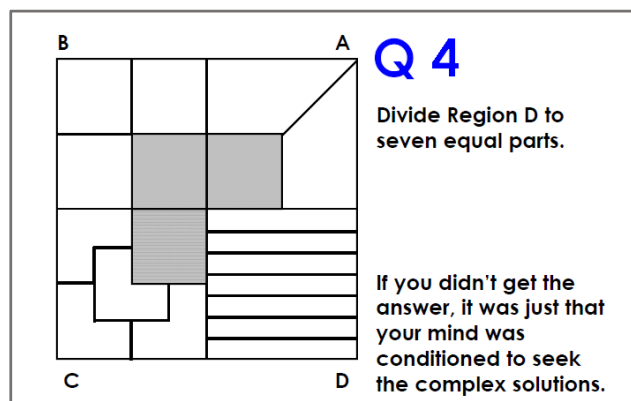 B
A
Q 4
Divide Region D to
seven equal parts.
If you didn't get the
answer, it was just that
your mind was
conditioned to seek
the complex solutions.
C
D